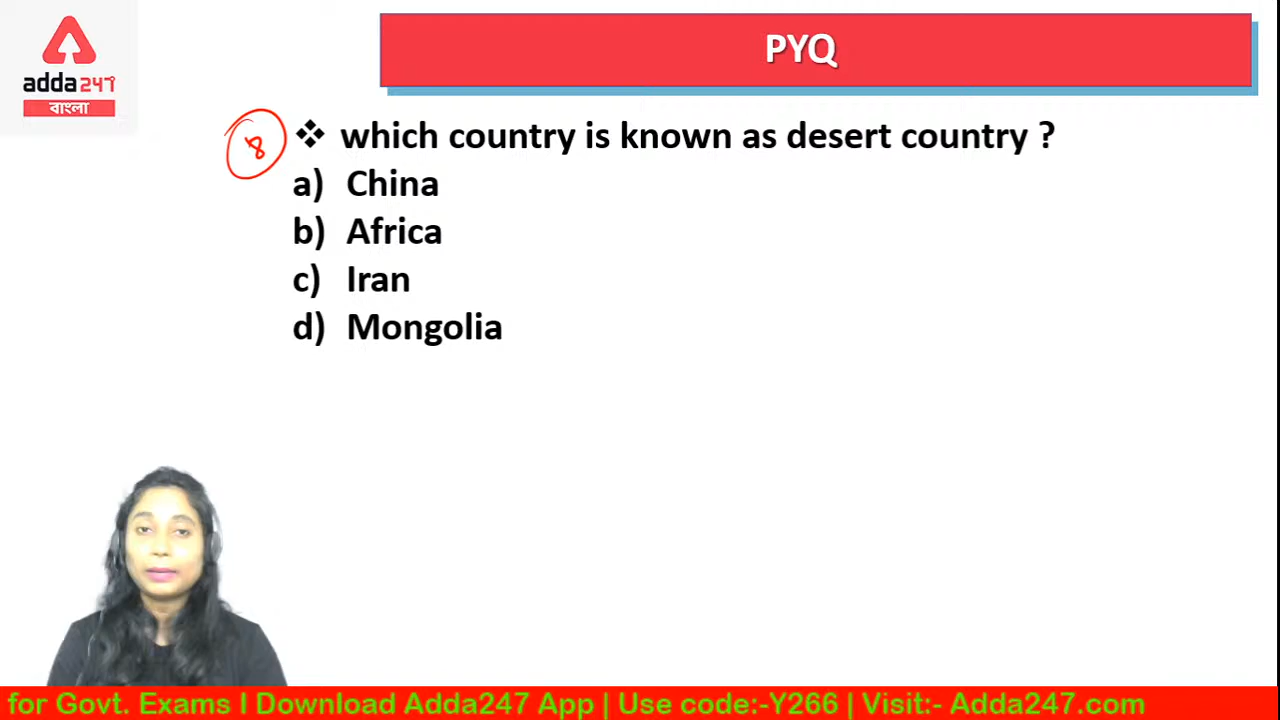 adda247
বাংলা
PYQ
8
❖ which country is known as desert country ?
a) China
b) Africa
c) Iran
d) Mongolia
for Govt. Exams I Download Adda247 App | Use code:-Y266 | Visit:- Adda247.com